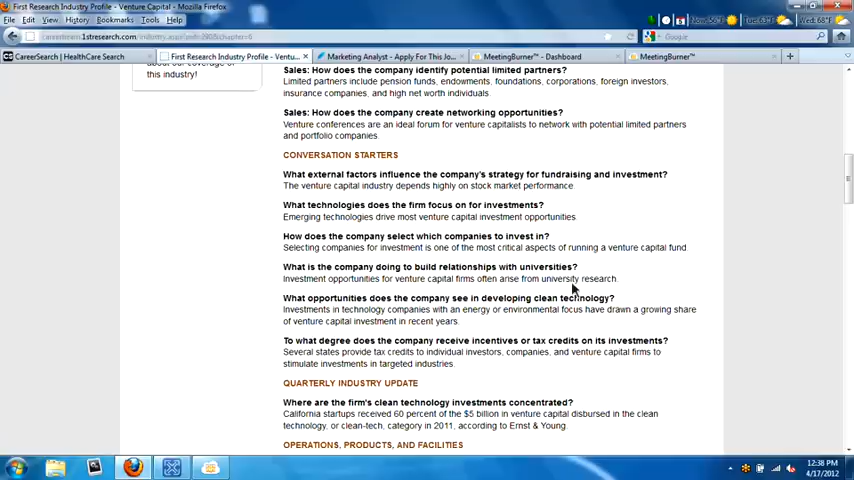 First Research Industry Profile - Venture Capital - Mozilla Firefox
File Edit View History Bookmarks Tools Help
Now: 56°F Tue: 63°F Wed: 68°F
Google
CareerSearch | HealthCare Search
First Research Industry Profile - Ventu...
Marketing Analyst - Apply For This Jo...
MeetingBurner™ - Dashboard
MeetingBurner™
about our coverage of
this industry!
Sales: How does the company identify potential limited partners?
Limited partners include pension funds, endowments, foundations, corporations, foreign investors,
insurance companies, and high net worth individuals.
Sales: How does the company create networking opportunities?
Venture conferences are an ideal forum for venture capitalists to network with potential limited partners
and portfolio companies.
CONVERSATION STARTERS
What external factors influence the company's strategy for fundraising and investment?
The venture capital industry depends highly on stock market performance.
What technologies does the firm focus on for investments?
Emerging technologies drive most venture capital investment opportunities.
How does the company select which companies to invest in?
Selecting companies for investment is one of the most critical aspects of running a venture capital fund.
What is the company doing to build relationships with universities?
Investment opportunities for venture capital firms often arise from university research.
What opportunities does the company see in developing clean technology?
Investments in technology companies with an energy or environmental focus have drawn a growing share
of venture capital investment in recent years.
To what degree does the company receive incentives or tax credits on its investments?
Several states provide tax credits to individual investors, companies, and venture capital firms to
stimulate investments in targeted industries.
QUARTERLY INDUSTRY UPDATE
Where are the firm's clean technology investments concentrated?
California startups received 60 percent of the $5 billion in venture capital disbursed in the clean
technology, or clean-tech, category in 2011, according to Ernst & Young.
OPERATIONS, PRODUCTS, AND FACILITIES
12:38 PM
4/17/2012